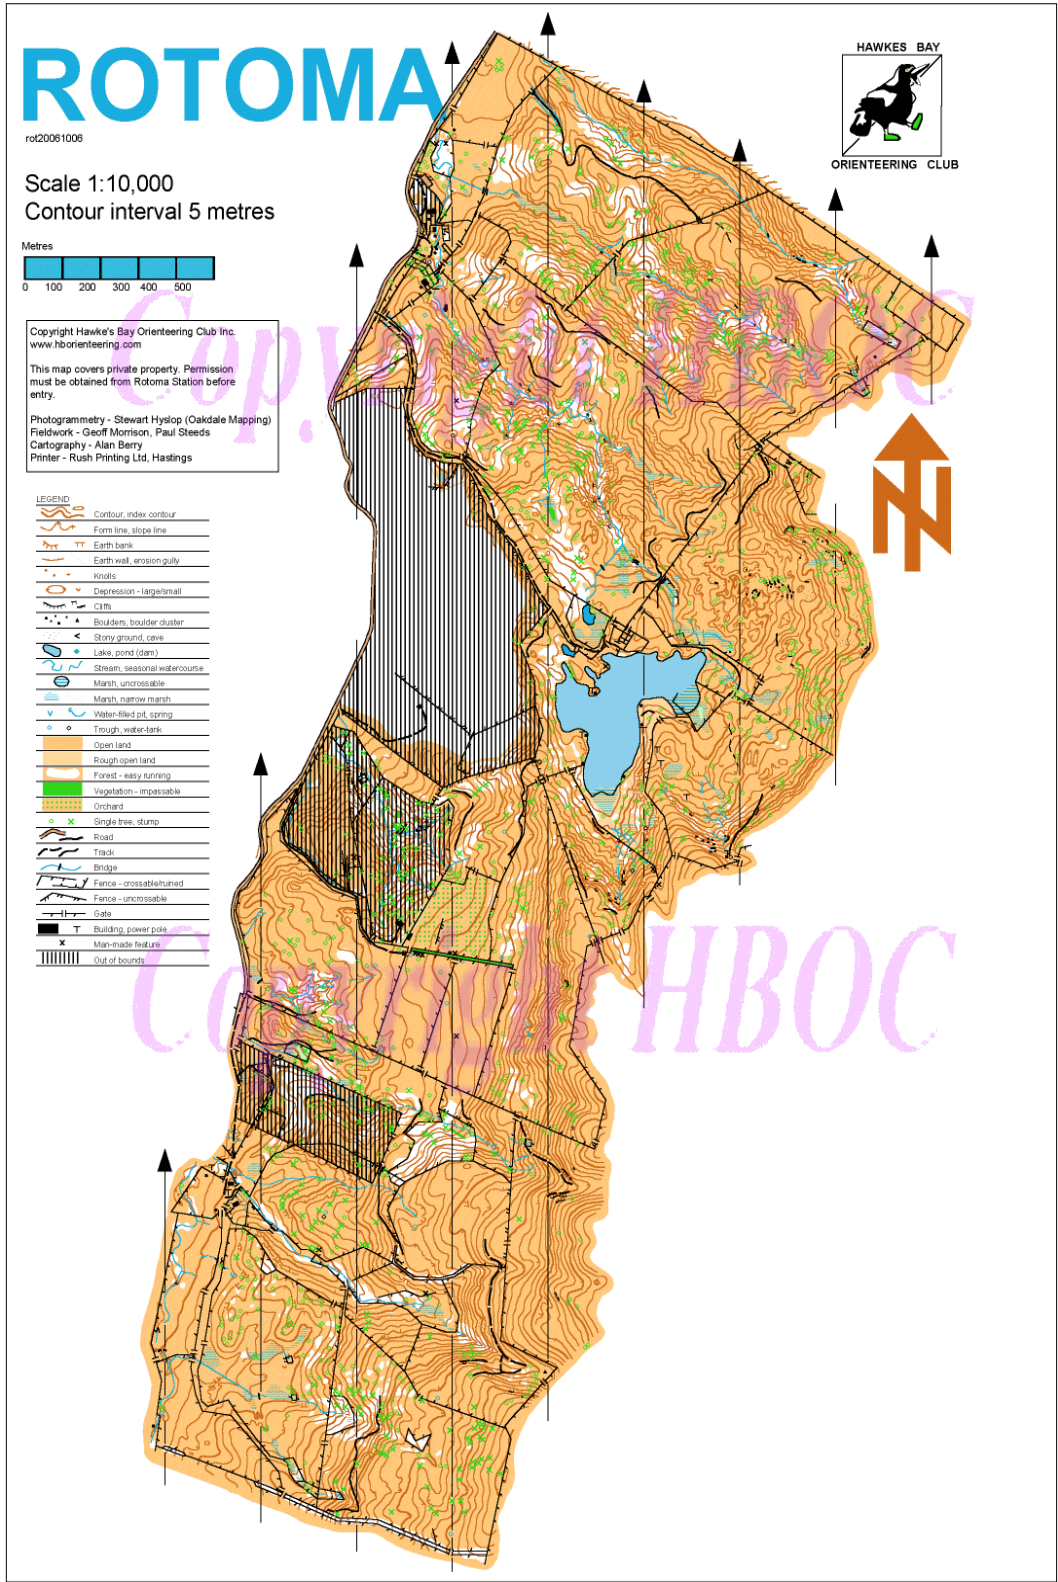 ROTOMA
rot20061006
HAWKES BAY
ORIENTEERING CLUB
Scale 1:10,000
Contour interval 5 metres
Metres
0 100 200 300 400 500
Copyright Hawke's Bay Orienteering Club Inc.
www.hborienteering.com
This map covers private property. Permission
must be obtained from Rotoma Station before
entry.
Photogrammetry - Stewart Hyslop (Oakdale Mapping)
Fieldwork - Geoff Morrison, Paul Steeds
Cartography - Alan Berry
Printer - Rush Printing Ltd, Hastings
LEGEND
Contour, index contour
Form line, slope line
Earth bank
Earth wall, erosion gully
Knolls
Depression - large/small
Cliffs
Boulders, boulder cluster
Stony ground, cave
Lake, pond (dam)
Stream, seasonal watercourse
Marsh, uncrossable
Marsh, narrow marsh
Water-filled pit, spring
Trough, water-tank
Open land
Rough open land
Forest - easy running
Vegetation - impassable
Orchard
Single tree, stump
Road
Track
Bridge
Fence - crossable/ruined
Fence - uncrossable
Gate
Building, power pole
Man-made feature
Out of bounds
Copyright HBOC
Copyright HBOC